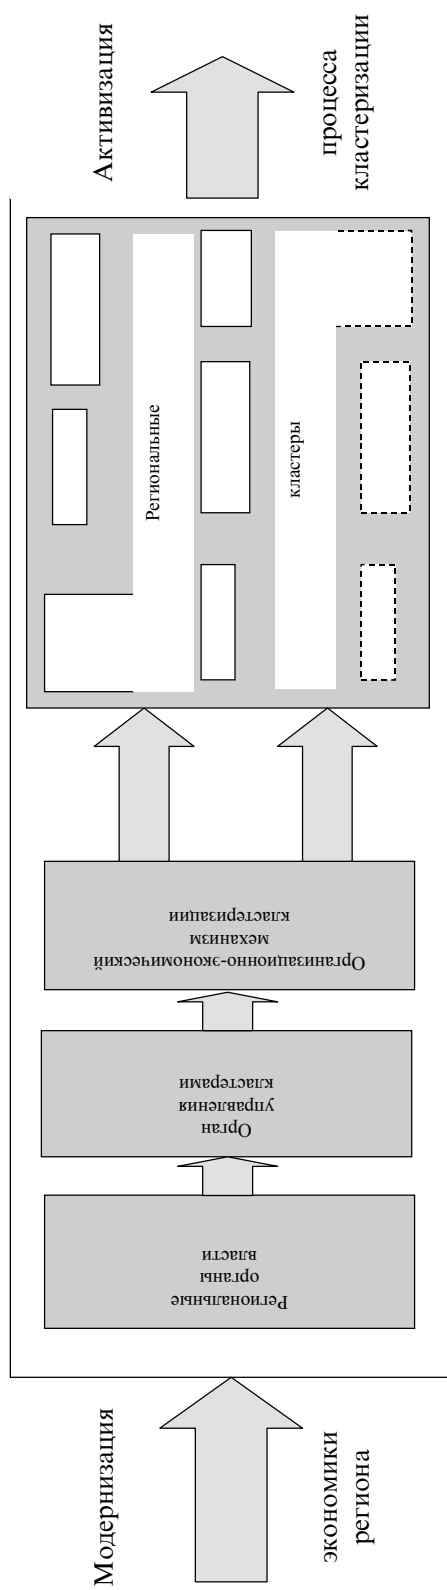 Модернизация
экономики
региона
Региональные
органы
власти
Орган
управления
кластерами
Организационно-экономический
механизм
кластеризации
Региональные
кластеры
Активизация
процесса
кластеризации